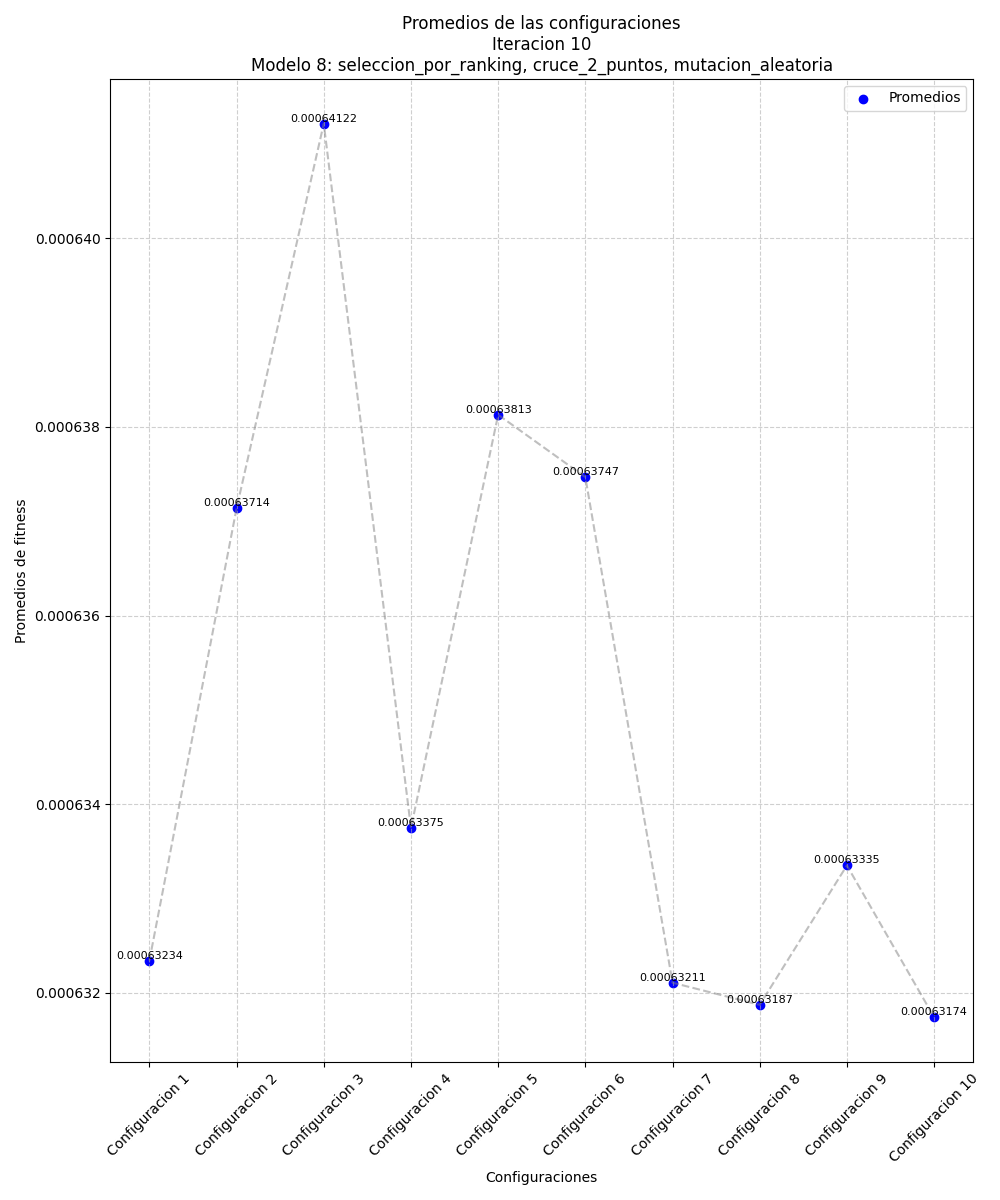 Promedios de las configuraciones
Iteracion 10
Modelo 8: seleccion_por_ranking, cruce_2_puntos, mutacion_aleatoria
Promedios
0.00064122
0.000640
0.00063813
0.000638
0.00063747
0.00063714
Promedios de fitness
0.000636
0.000634
0.00063375
0.00063335
0.00063234
0.00063211
0.000632
0.00063187
0.00063174
Configuracion 1
Configuracion 2
Configuracion 3
Configuracion 4
Configuracion 5
Configuracion 6
Configuracion 7
Configuracion 8
Configuracion 9
Configuracion 10
Configuraciones